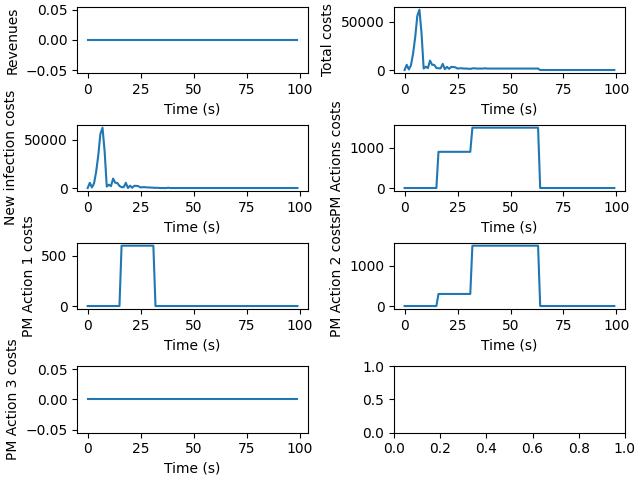 Revenues
0.05
0.00
−0.05
0 25 50 75 100
Time (s)
Total costs
50000
0
0 25 50 75 100
Time (s)
New infection costs
50000
0
0 25 50 75 100
Time (s)
PM Actions costs
1000
0
0 25 50 75 100
Time (s)
PM Action 1 costs
500
0
0 25 50 75 100
Time (s)
PM Action 2 costs
1000
0
0 25 50 75 100
Time (s)
PM Action 3 costs
0.05
0.00
−0.05
0 25 50 75 100
Time (s)
1.0
0.5
0.0
0.0 0.2 0.4 0.6 0.8 1.0